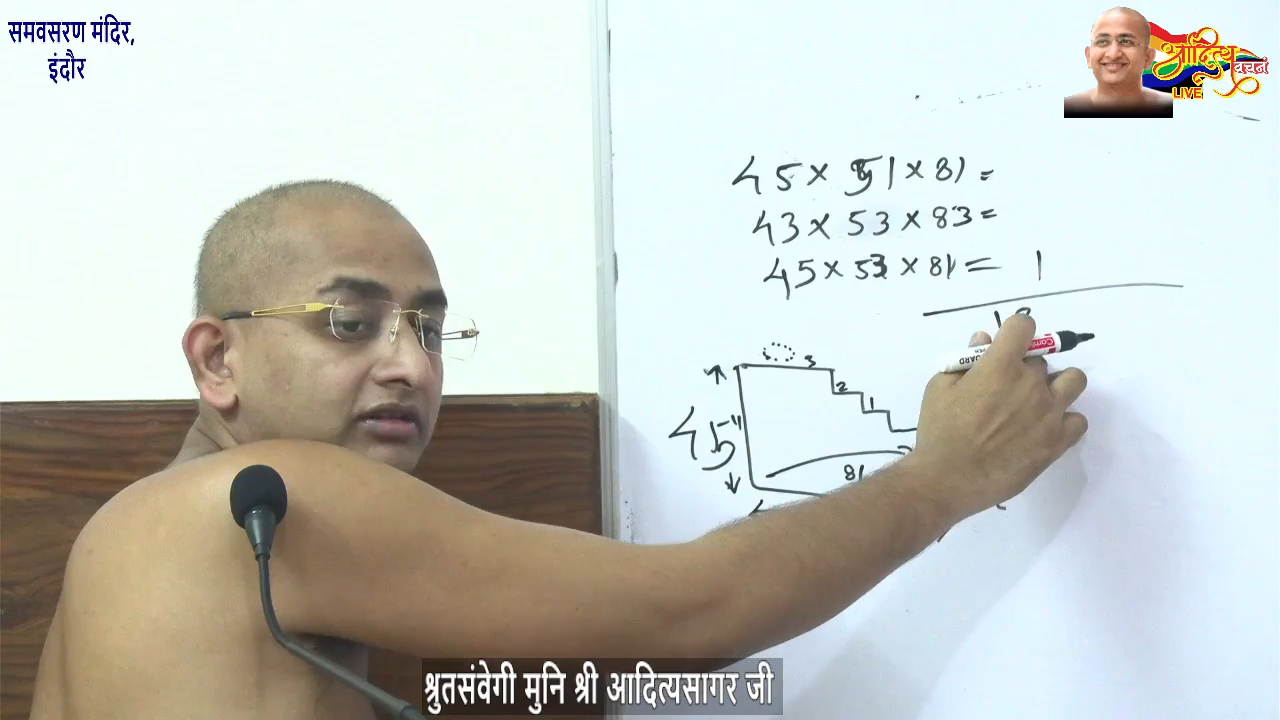 समवसरण मंदिर,
इंदौर
आदित्य
वचनं
LIVE
45 × 51 × 81 =
43 × 53 × 83 =
45 × 53 × 81 = 1
3
2
1
45"
81
श्रुतसंवेगी मुनि श्री आदित्यसागर जी